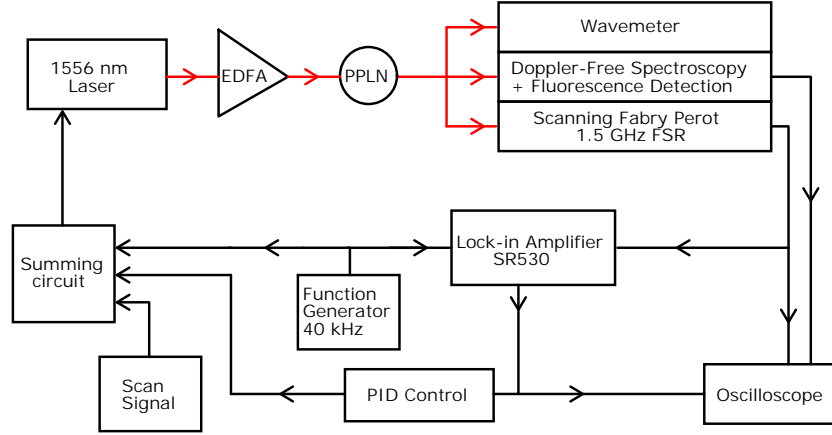 1556 nm
Laser
EDFA
PPLN
Wavemeter
Doppler-Free Spectroscopy
+ Fluorescence Detection
Scanning Fabry Perot
1.5 GHz FSR
Summing
circuit
Function
Generator
40 kHz
Lock-in Amplifier
SR530
Scan
Signal
PID Control
Oscilloscope